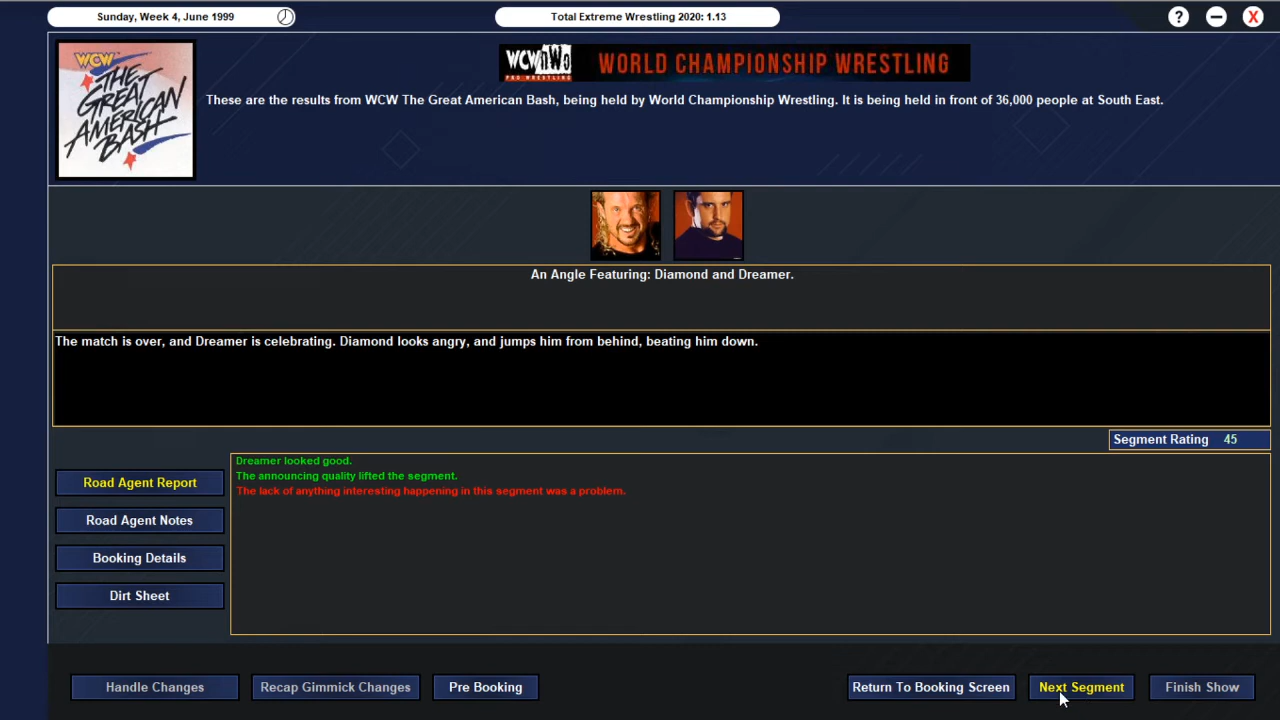 Sunday, Week 4, June 1999
Total Extreme Wrestling 2020: 1.13
?
X
WCW
THE GREAT AMERICAN BASH
WCW nWo
PRO WRESTLING
WORLD CHAMPIONSHIP WRESTLING
These are the results from WCW The Great American Bash, being held by World Championship Wrestling. It is being held in front of 36,000 people at South East.
An Angle Featuring: Diamond and Dreamer.
The match is over, and Dreamer is celebrating. Diamond looks angry, and jumps him from behind, beating him down.
Segment Rating 45
Road Agent Report
Road Agent Notes
Booking Details
Dirt Sheet
Dreamer looked good.
The announcing quality lifted the segment.
The lack of anything interesting happening in this segment was a problem.
Handle Changes
Recap Gimmick Changes
Pre Booking
Return To Booking Screen
Next Segment
Finish Show